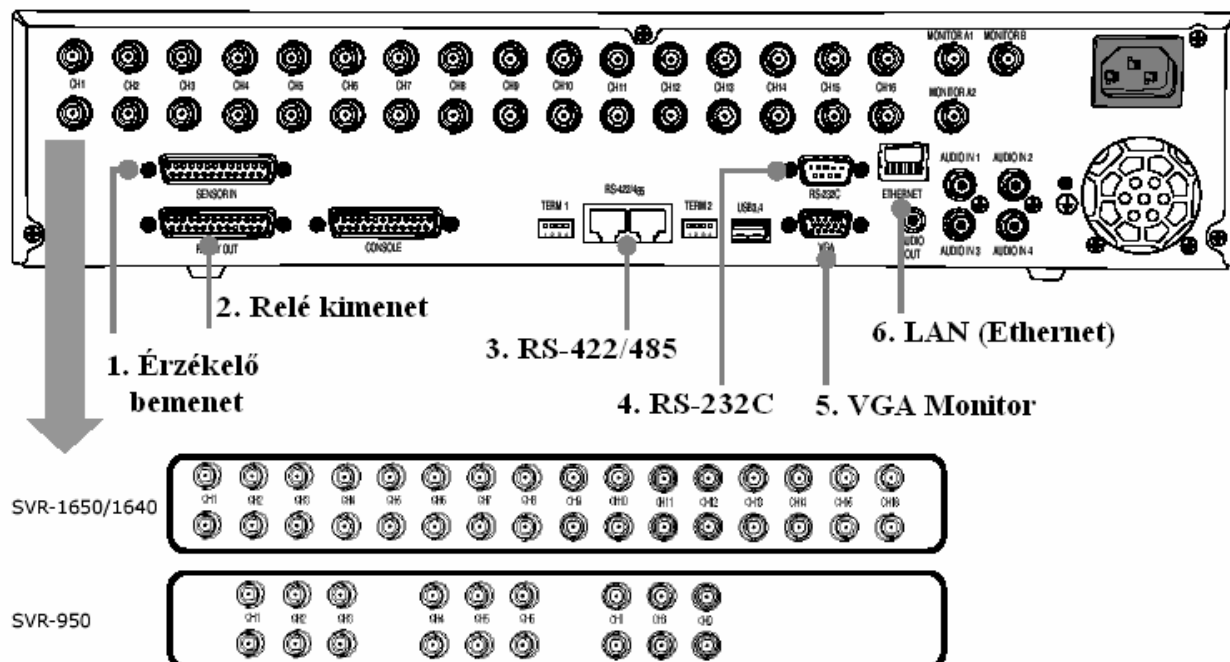 MONITOR A1 MONITOR B
CH1 CH2 CH3 CH4 CH5 CH6 CH7 CH8 CH9 CH10 CH11 CH12 CH13 CH14 CH15 CH16
MONITOR A2
SENSOR IN
RS-422/485
TERM 1
TERM 2
USB3,4
RS-232C
ETHERNET
AUDIO IN 1 AUDIO IN 2
OUT
CONSOLE
VGA
OUT
AUDIO IN 3 AUDIO IN 4
2. Relé kimenet
1. Érzékelő
bemenet
3. RS-422/485
4. RS-232C
5. VGA Monitor
6. LAN (Ethernet)
SVR-1650/1640
CH1 CH2 CH3 CH4 CH5 CH6 CH7 CH8 CH9 CH10 CH11 CH12 CH13 CH14 CH15 CH16
SVR-950
CH1 CH2 CH3 CH4 CH5 CH6